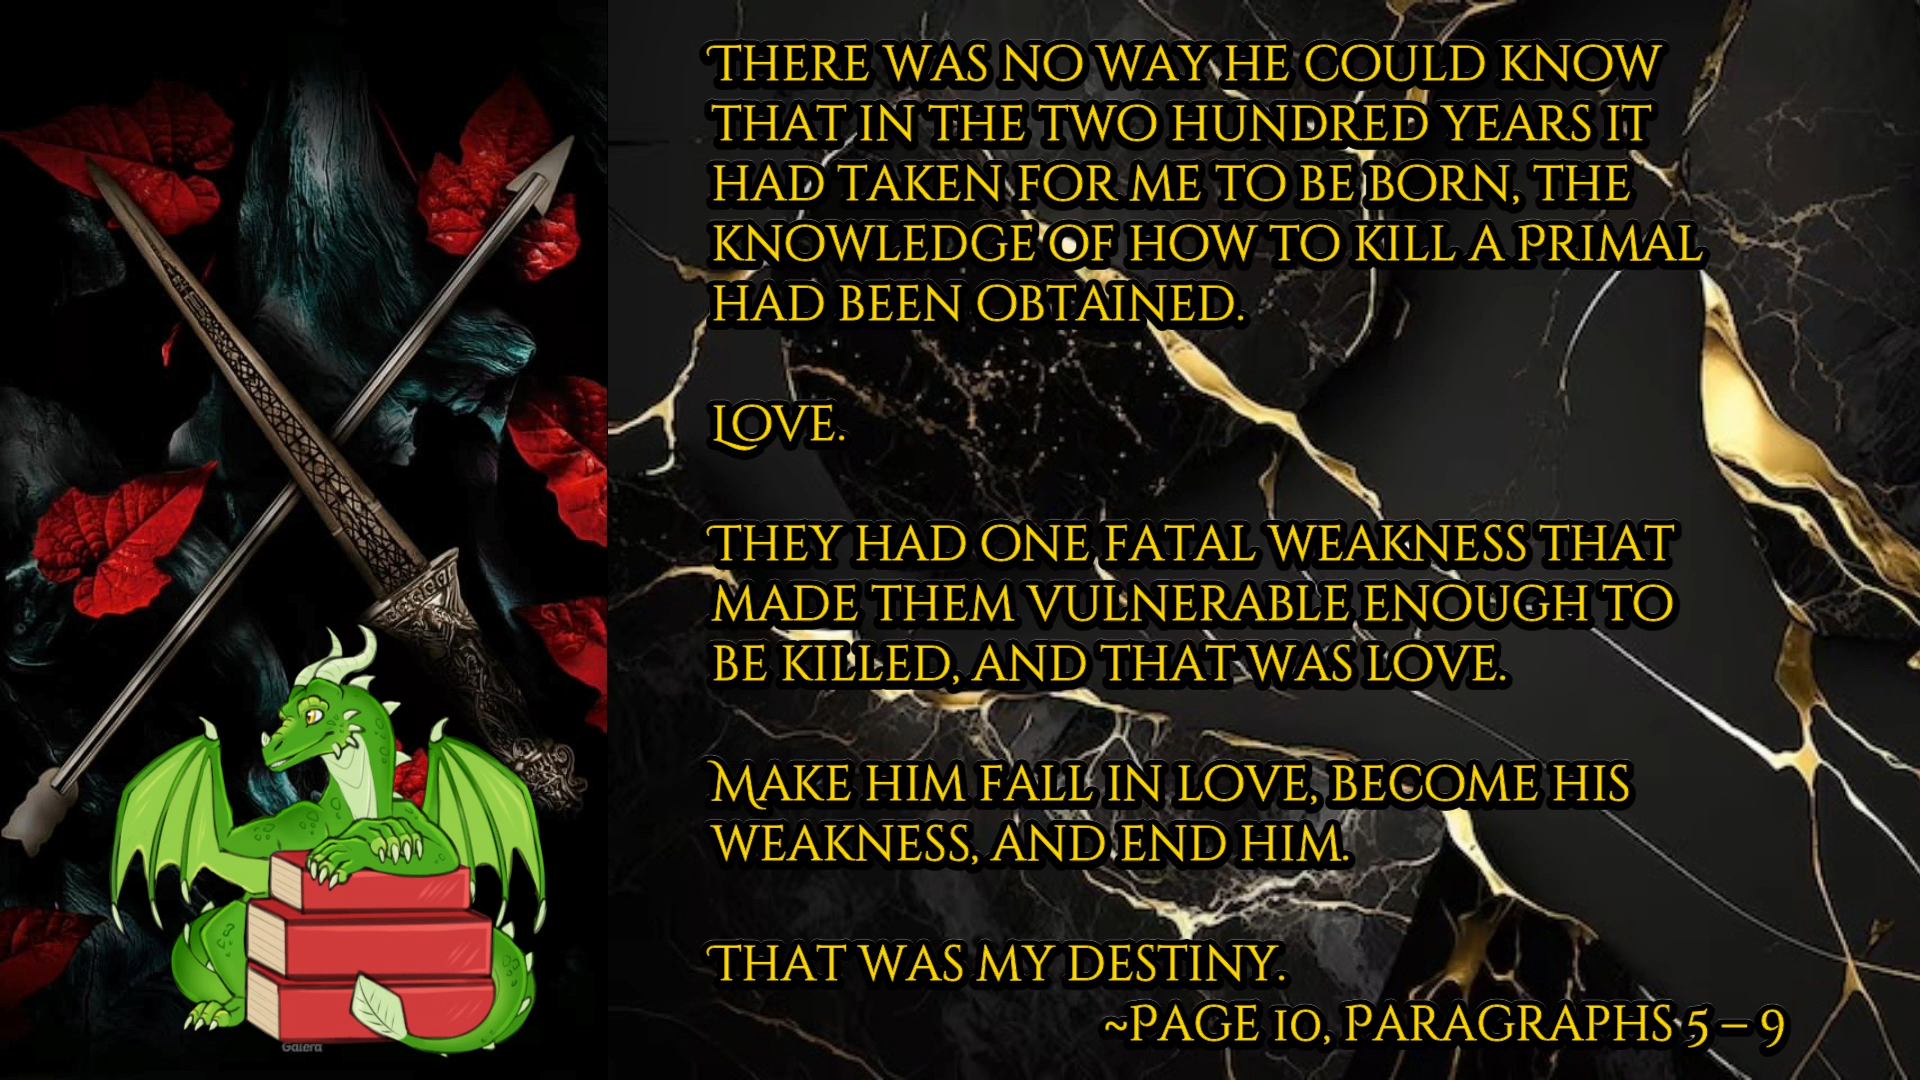 There was no way he could know
that in the two hundred years it
had taken for me to be born, the
knowledge of how to kill a Primal
had been obtained.
Love.
They had one fatal weakness that
made them vulnerable enough to
be killed, and that was love.
Make him fall in love, become his
weakness, and end him.
That was my destiny.
~Page 10, Paragraphs 5 – 9
Galera